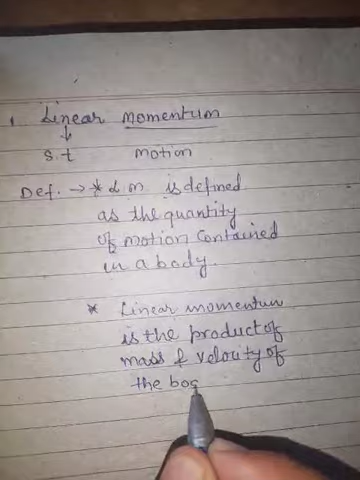 Linear Momentum
↓
s.t motion
Def. → * L m is defined
as the quantity
of motion contained
in a body.
* Linear momentum
is the product of
mass & velocity of
the bo